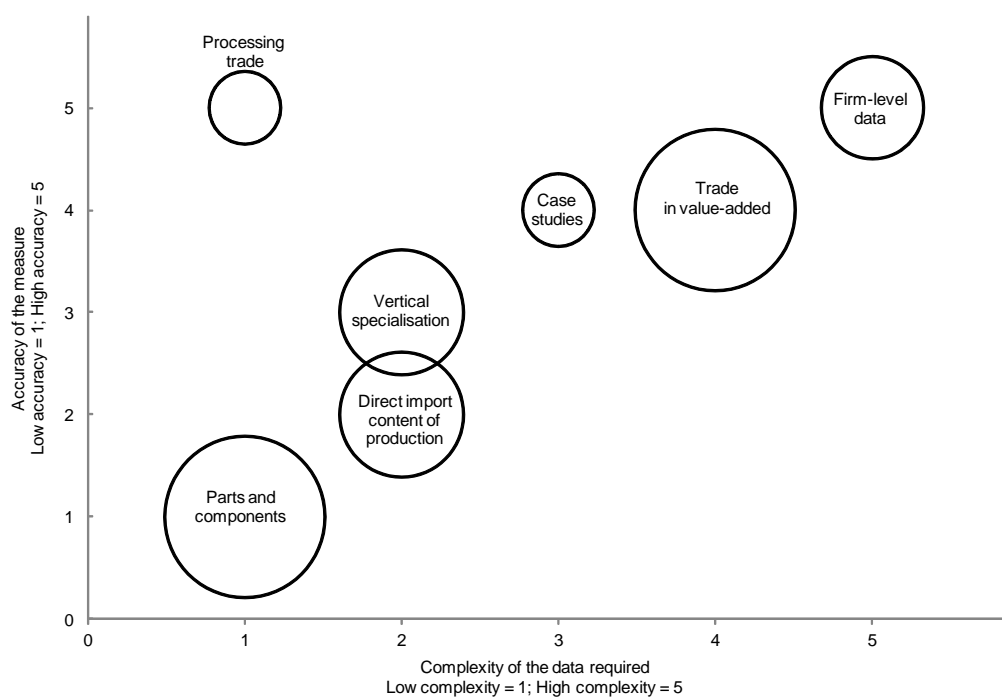 Processing
trade
Firm-level
data
Trade
in value-added
Case
studies
Vertical
specialisation
Direct import
content of
production
Parts and
components
Accuracy of the measure
Low accuracy = 1; High accuracy = 5
5
4
3
2
1
0
0 1 2 3 4 5
Complexity of the data required
Low complexity = 1; High complexity = 5